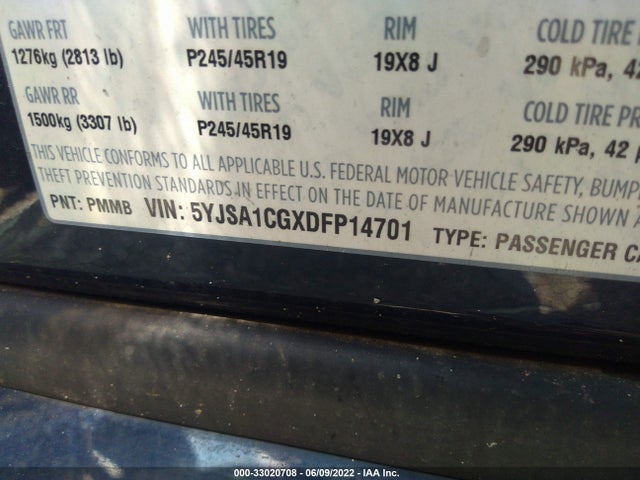 GAWR FRT WITH TIRES RIM COLD TIRE
1276kg (2813 lb) P245/45R19 19X8 J 290 kPa, 42
GAWR RR WITH TIRES RIM COLD TIRE PR
1500kg (3307 lb) P245/45R19 19X8 J 290 kPa, 42
THIS VEHICLE CONFORMS TO ALL APPLICABLE U.S. FEDERAL MOTOR VEHICLE SAFETY, BUMP
THEFT PREVENTION STANDARDS IN EFFECT ON THE DATE OF MANUFACTURE SHOWN A
PNT: PMMB VIN: 5YJSA1CGXDFP14701 TYPE: PASSENGER CA
000-33020708 - 06/09/2022 - IAA Inc.